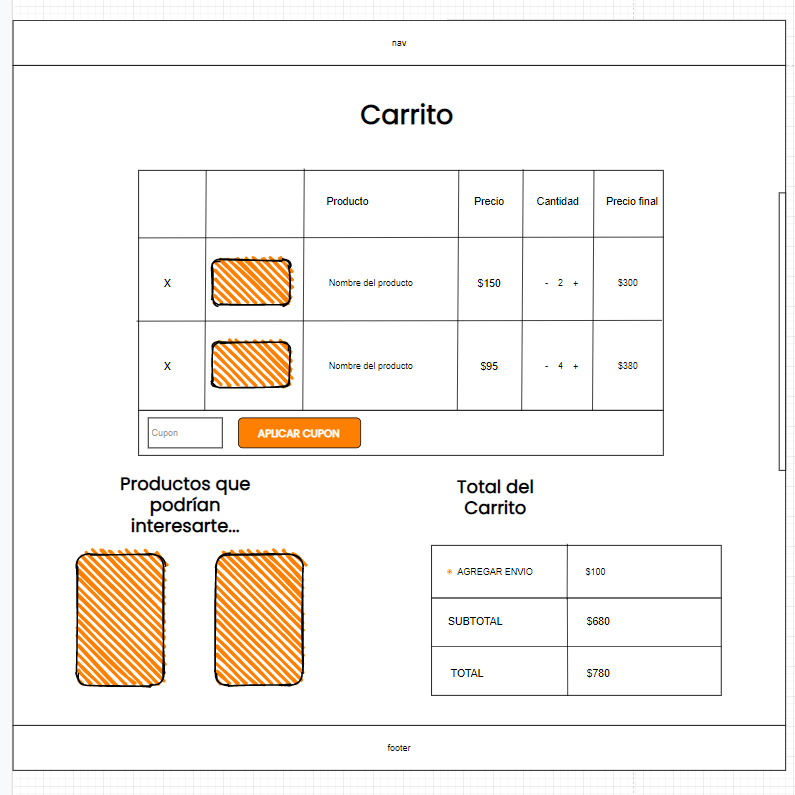 nav
Carrito
Producto Precio Cantidad Precio final
X Nombre del producto $150 - 2 + $300
X Nombre del producto $95 - 4 + $380
Cupon APLICAR CUPON
Productos que
podrían
interesarte...
Total del
Carrito
AGREGAR ENVIO $100
SUBTOTAL $680
TOTAL $780
footer